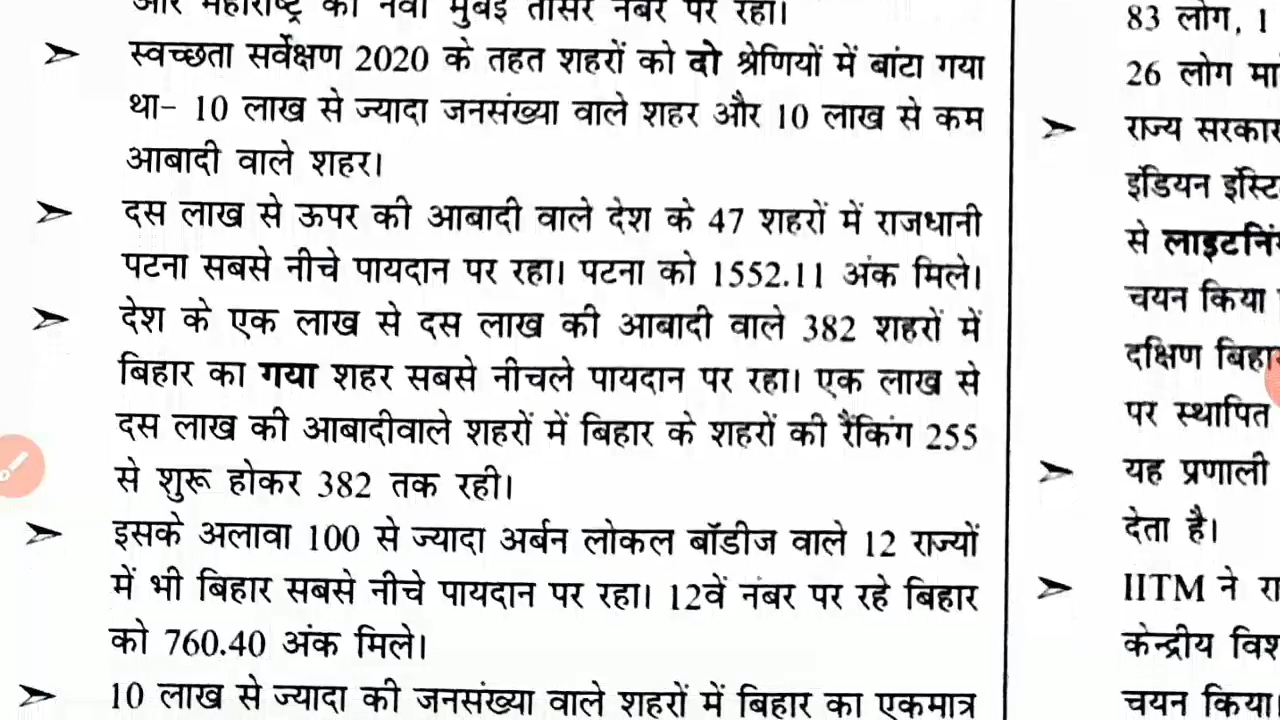 और महाराष्ट्र का नवी मुंबई तीसरे नंबर पर रहा।
स्वच्छता सर्वेक्षण 2020 के तहत शहरों को दो श्रेणियों में बांटा गया
था- 10 लाख से ज्यादा जनसंख्या वाले शहर और 10 लाख से कम
आबादी वाले शहर।
दस लाख से ऊपर की आबादी वाले देश के 47 शहरों में राजधानी
पटना सबसे नीचे पायदान पर रहा। पटना को 1552.11 अंक मिले।
देश के एक लाख से दस लाख की आबादी वाले 382 शहरों में
बिहार का गया शहर सबसे नीचले पायदान पर रहा। एक लाख से
दस लाख की आबादीवाले शहरों में बिहार के शहरों की रैंकिंग 255
से शुरू होकर 382 तक रही।
इसके अलावा 100 से ज्यादा अर्बन लोकल बॉडीज वाले 12 राज्यों
में भी बिहार सबसे नीचे पायदान पर रहा। 12वें नंबर पर रहे बिहार
को 760.40 अंक मिले।
10 लाख से ज्यादा की जनसंख्या वाले शहरों में बिहार का एकमात्र
83 लोग, 1
26 लोग
राज्य सरकार
इंडियन
से
चयन किया
दक्षिण
पर स्थापित
यह प्रणाली
देता है।
IITM ने
केन्द्रीय
चयन किया।